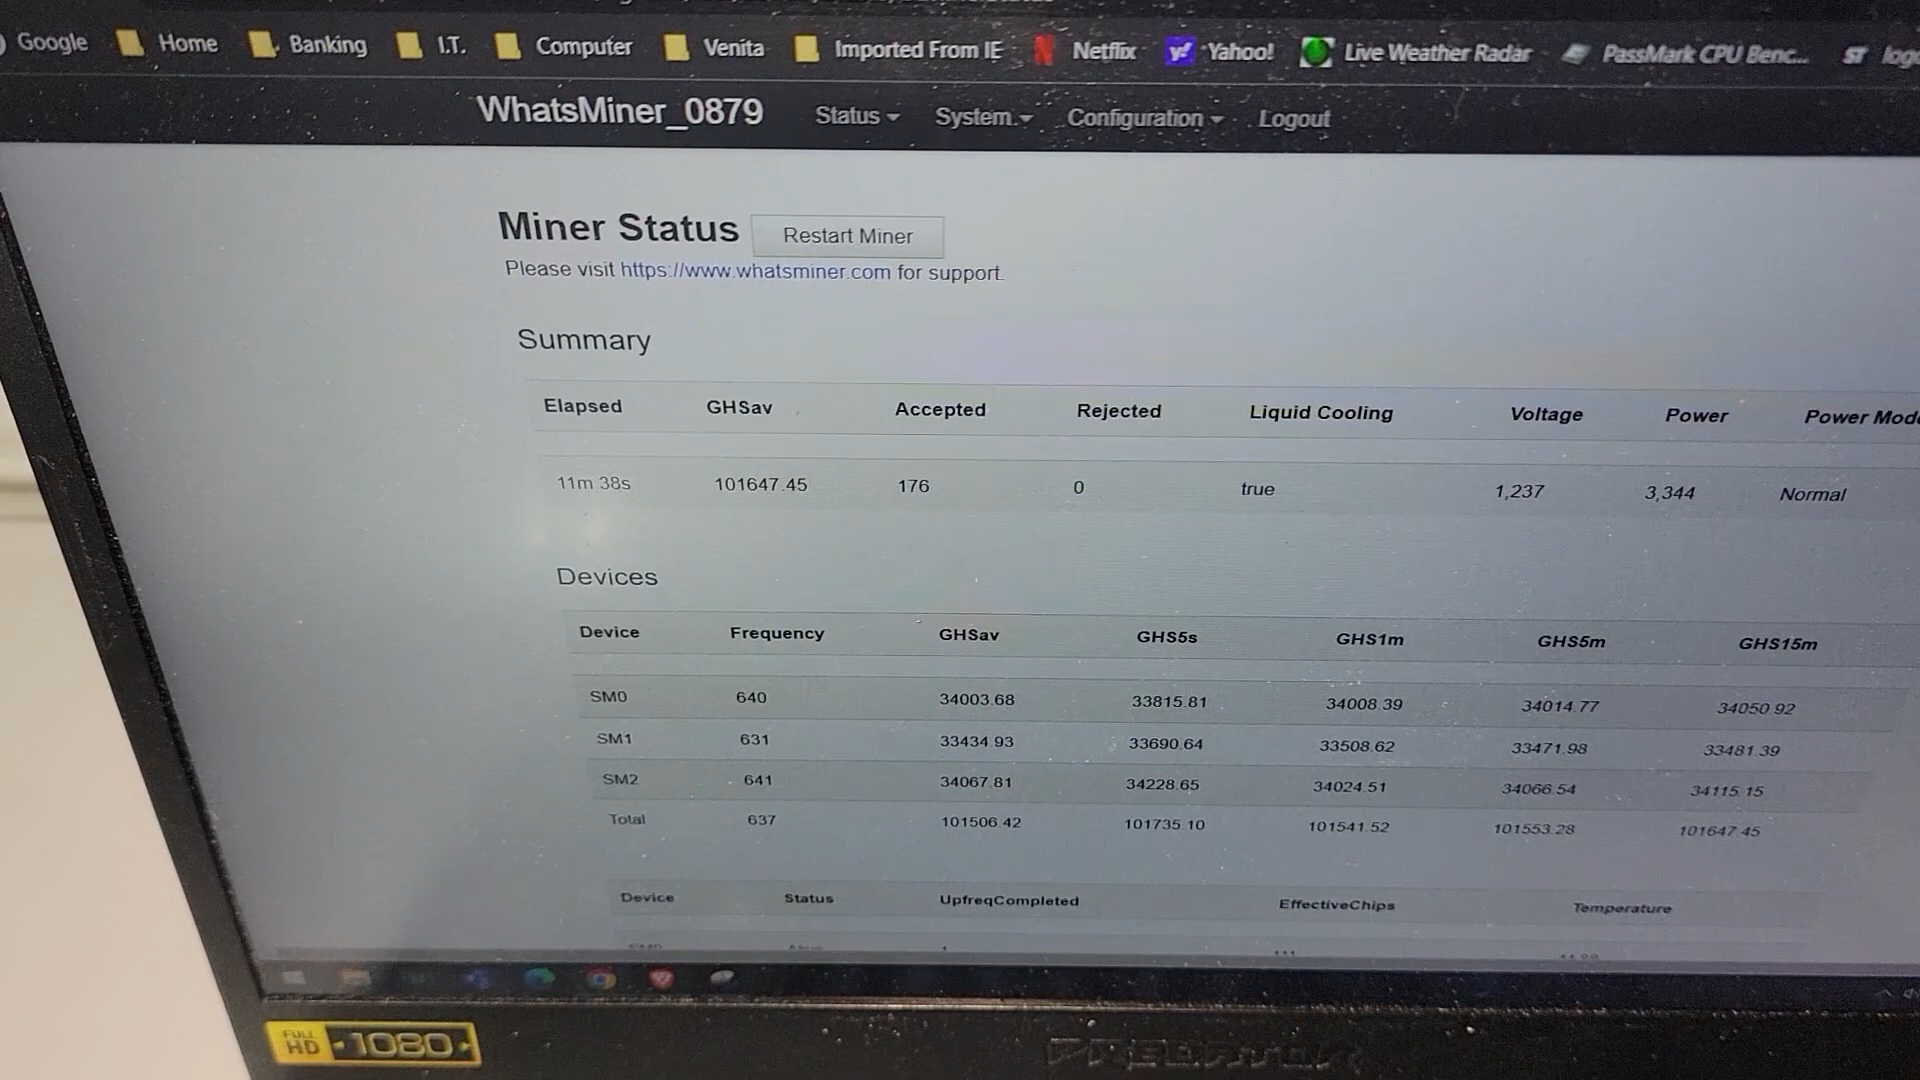 Google Home Banking I.T. Computer Venita Imported From IE Netflix Yahoo! Live Weather Radar PassMark CPU Benc... ST
WhatsMiner_0879 Status System Configuration Logout
Miner Status Restart Miner
Please visit https://www.whatsminer.com for support.
Summary
Elapsed GHSav Accepted Rejected Liquid Cooling Voltage Power Power Mode
11m 38s 101647.45 176 0 true 1,237 3,344 Normal
Devices
Device Frequency GHSav GHS5s GHS1m GHS5m GHS15m
SM0 640 34003.68 33815.81 34008.39 34014.77 34050.92
SM1 631 33434.93 33690.64 33508.62 33471.98 33481.39
SM2 641 34067.81 34228.65 34024.51 34066.54 34115.15
Total 637 101506.42 101735.10 101541.52 101553.28 101647.45
Device Status UpfreqCompleted EffectiveChips Temperature
FULL HD 1080
PREDATOR